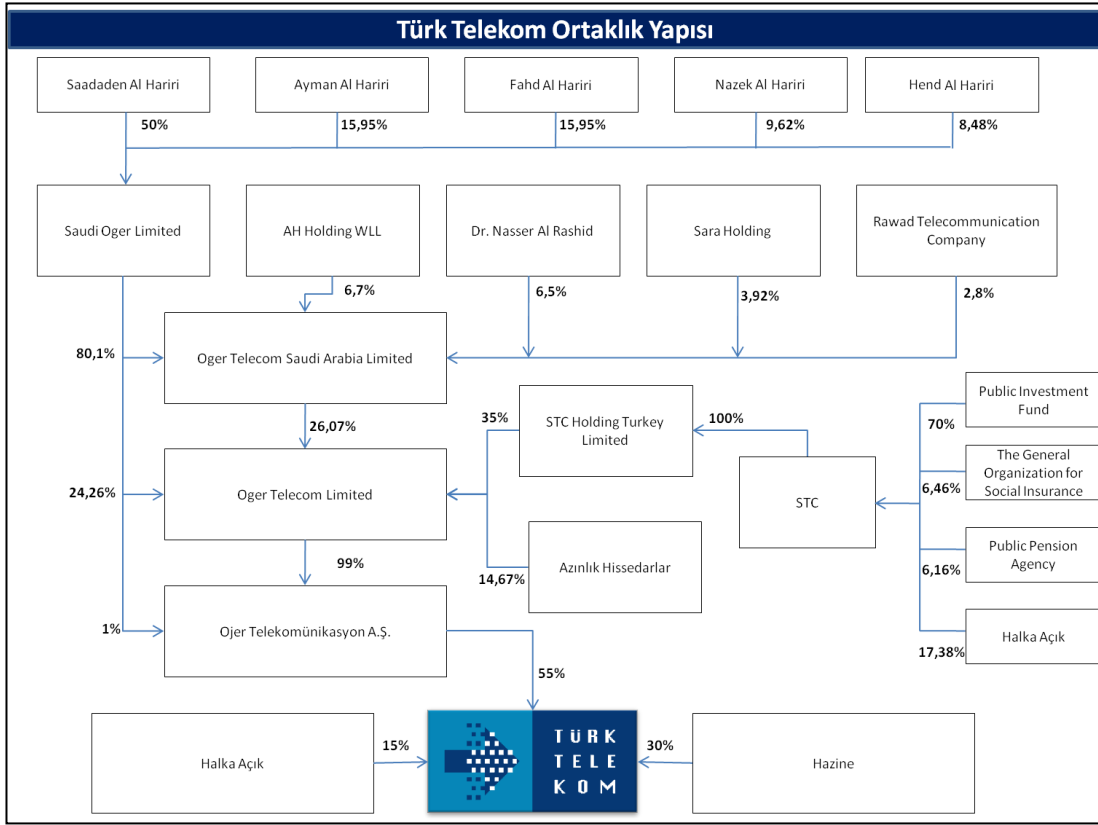 Türk Telekom Ortaklık Yapısı
Saadaden Al Hariri
Ayman Al Hariri
Fahd Al Hariri
Nazek Al Hariri
Hend Al Hariri
50%
15,95%
15,95%
9,62%
8,48%
Saudi Oger Limited
AH Holding WLL
Dr. Nasser Al Rashid
Sara Holding
Rawad Telecommunication
Company
6,7%
6,5%
3,92%
2,8%
80,1%
Oger Telecom Saudi Arabia Limited
26,07%
35%
STC Holding Turkey
Limited
100%
Public Investment
Fund
70%
24,26%
Oger Telecom Limited
STC
The General
Organization for
Social Insurance
6,46%
99%
14,67%
Azınlık Hissedarlar
Public Pension
Agency
6,16%
1%
Ojer Telekomünikasyon A.Ş.
Halka Açık
17,38%
55%
Halka Açık
15%
TÜRK
TELE
KOM
30%
Hazine